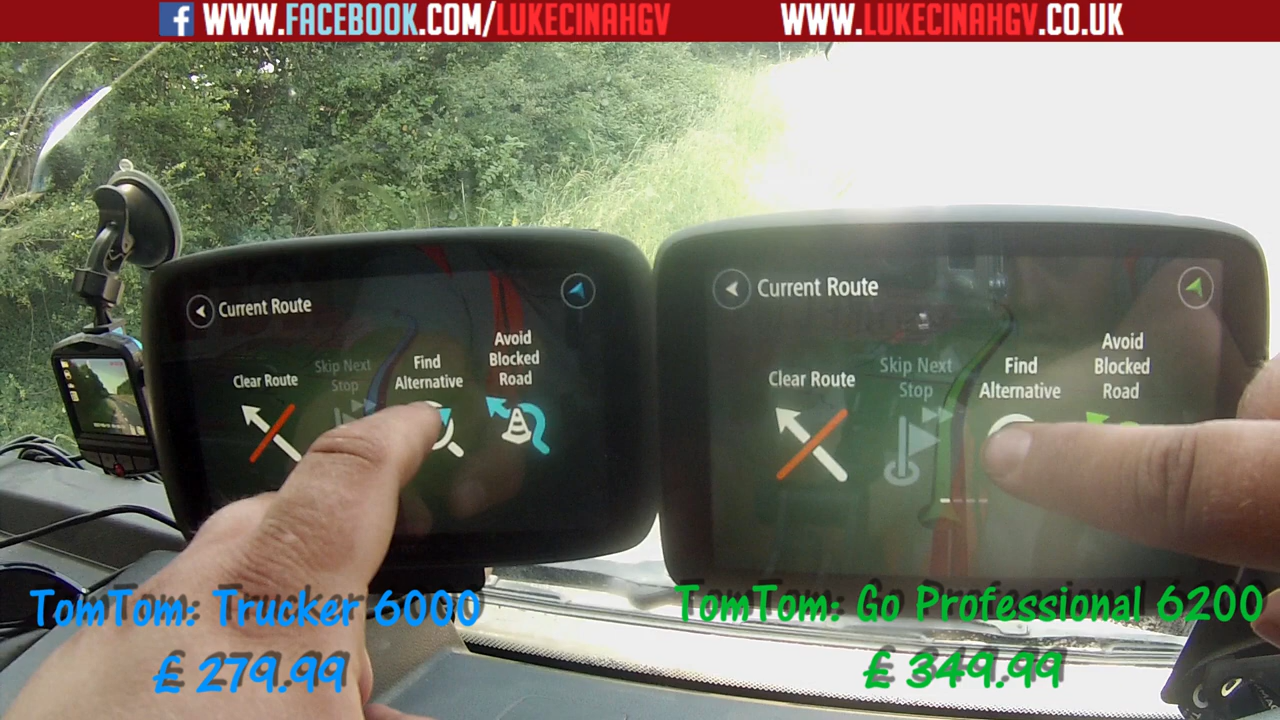 WWW.FACEBOOK.COM/LUKECINAHGV
WWW.LUKECINAHGV.CO.UK
Current Route
Clear Route
Skip Next
Stop
Find
Alternative
Avoid
Blocked
Road
Current Route
Clear Route
Skip Next
Stop
Find
Alternative
Avoid
Blocked
Road
TomTom: Trucker 6000
£ 279.99
TomTom: Go Professional 6200
£ 349.99